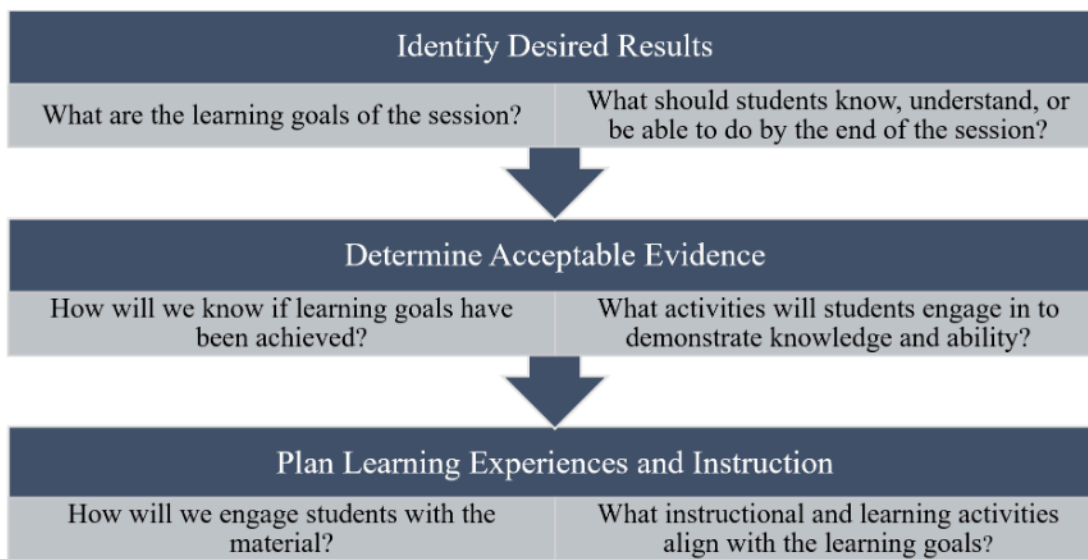 Identify Desired Results
What are the learning goals of the session?
What should students know, understand, or
be able to do by the end of the session?
Determine Acceptable Evidence
How will we know if learning goals have
been achieved?
What activities will students engage in to
demonstrate knowledge and ability?
Plan Learning Experiences and Instruction
How will we engage students with the
material?
What instructional and learning activities
align with the learning goals?